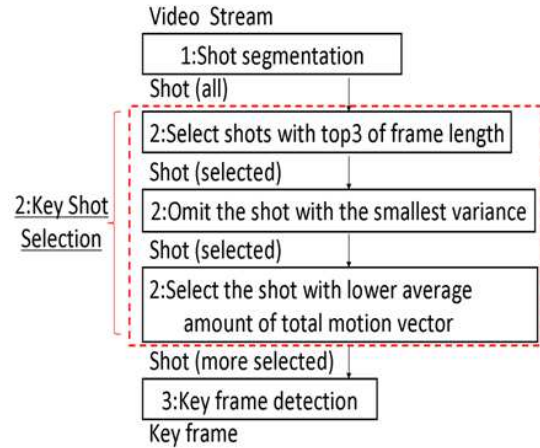 Video Stream
1:Shot segmentation
Shot (all)
2:Select shots with top3 of frame length
Shot (selected)
2:Key Shot
Selection
2:Omit the shot with the smallest variance
Shot (selected)
2:Select the shot with lower average
amount of total motion vector
Shot (more selected)
3:Key frame detection
Key frame